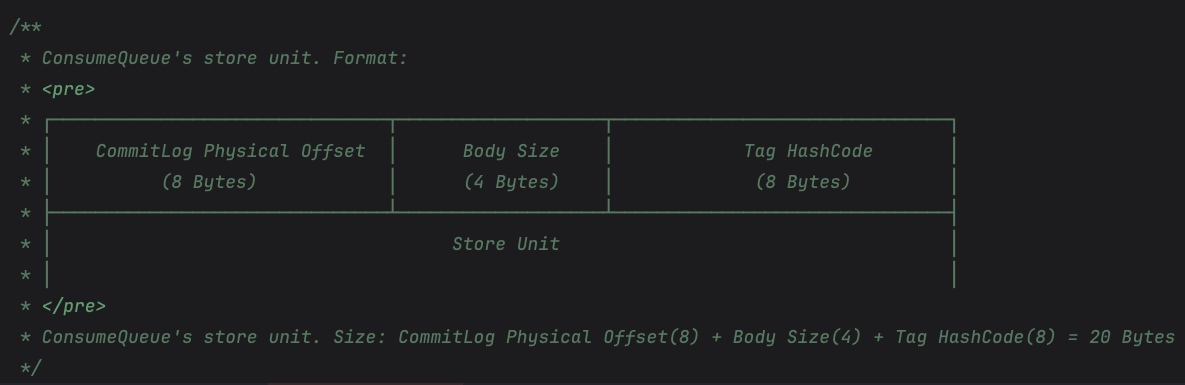 /**
* ConsumeQueue's store unit. Format:
* <pre>
* ┌───────────────────────────────┬───────────────────┬───────────────────────────────┐
* │    CommitLog Physical Offset  │      Body Size    │            Tag HashCode       │
* │          (8 Bytes)            │      (4 Bytes)    │             (8 Bytes)         │
* ├───────────────────────────────┴───────────────────┴───────────────────────────────┤
* │                                     Store Unit                                    │
* │                                                                                   │
* </pre>
* ConsumeQueue's store unit. Size: CommitLog Physical Offset(8) + Body Size(4) + Tag HashCode(8) = 20 Bytes
*/